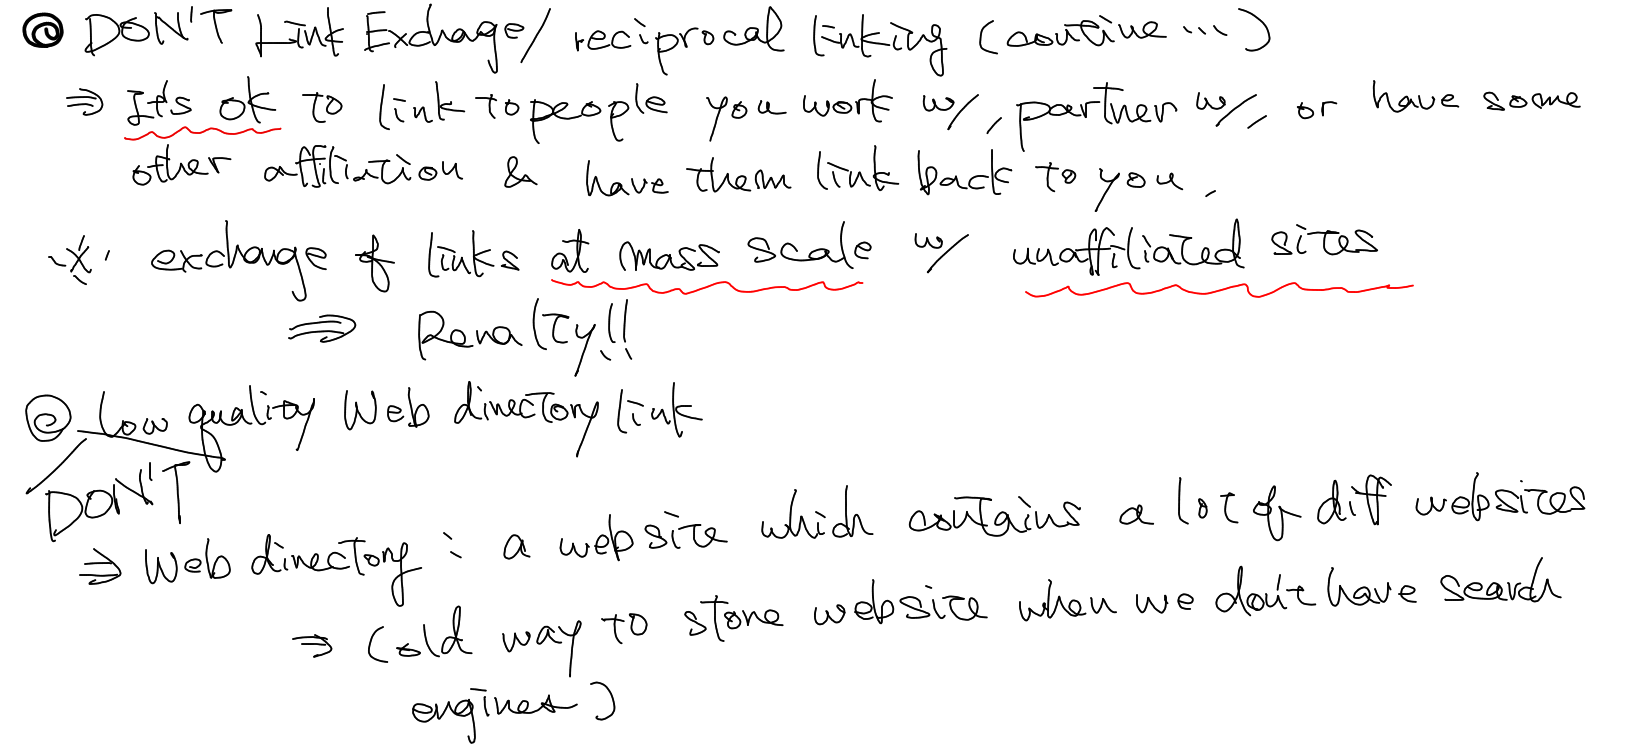 ◎ DON'T Link Exchage/ reciprocal linking (continue ...)
⇒ It's ok to link to people you work w/, partner w/, or have some
other affiliation & have them link back to you.
※ exchange of links at mass scale w/ unaffiliated sites
⇒ Penalty!!
◎ low quality Web directory link
DON'T
⇒ Web directory : a website which contains a lot of diff websites
⇒ (old way to store website when we don't have search
engines)